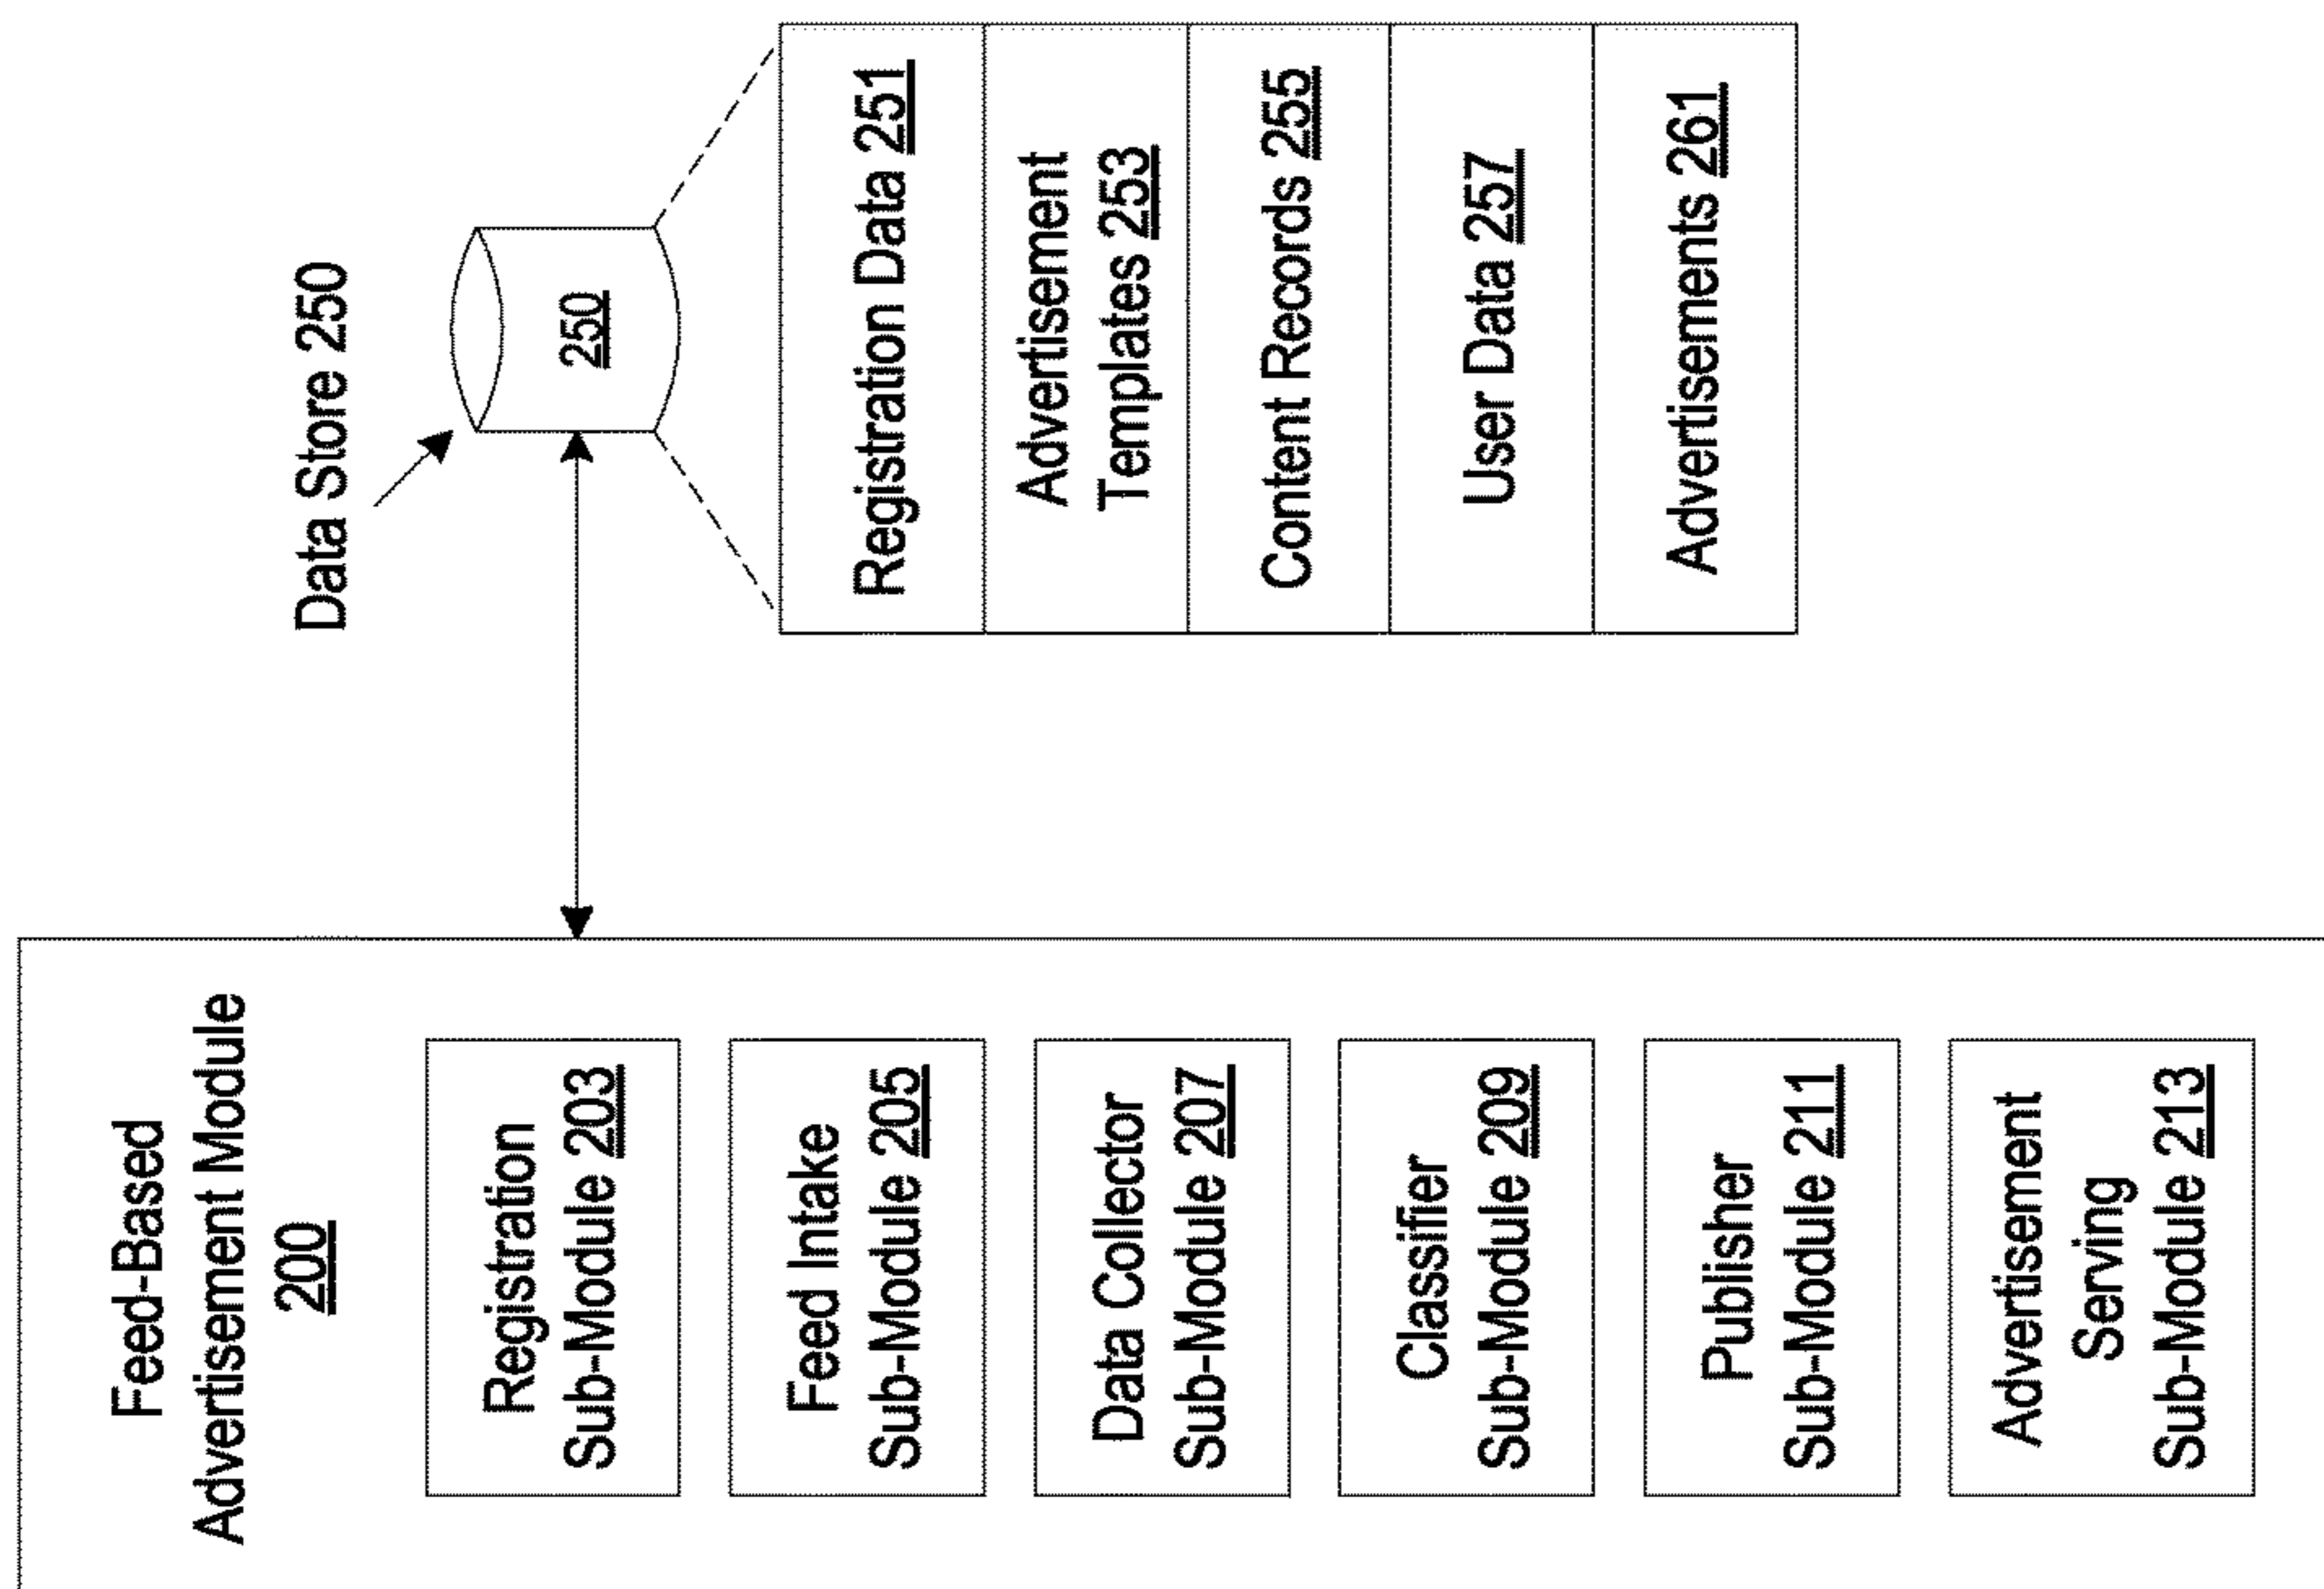 Feed-Based
Advertisement Module
200
Registration
Sub-Module 203
Feed Intake
Sub-Module 205
Data Collector
Sub-Module 207
Classifier
Sub-Module 209
Publisher
Sub-Module 211
Advertisement
Serving
Sub-Module 213
Data Store 250
250
Registration Data 251
Advertisement
Templates 253
Content Records 255
User Data 257
Advertisements 261